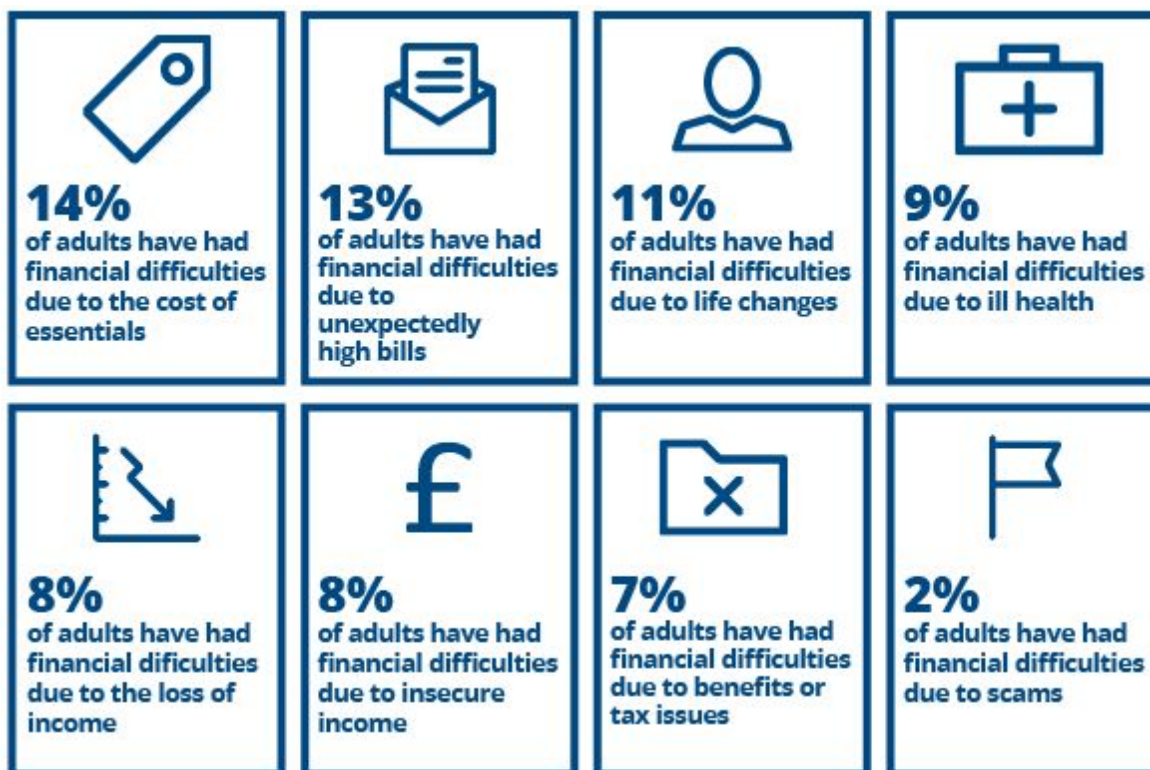 14%
of adults have had
financial difficulties
due to the cost of
essentials
13%
of adults have had
financial difficulties
due to
unexpectedly
high bills
11%
of adults have had
financial difficulties
due to life changes
9%
of adults have had
financial difficulties
due to ill health
8%
of adults have had
financial dificulties
due to the loss of
income
£
8%
of adults have had
financial difficulties
due to insecure
income
7%
of adults have had
financial difficulties
due to benefits or
tax issues
2%
of adults have had
financial difficulties
due to scams